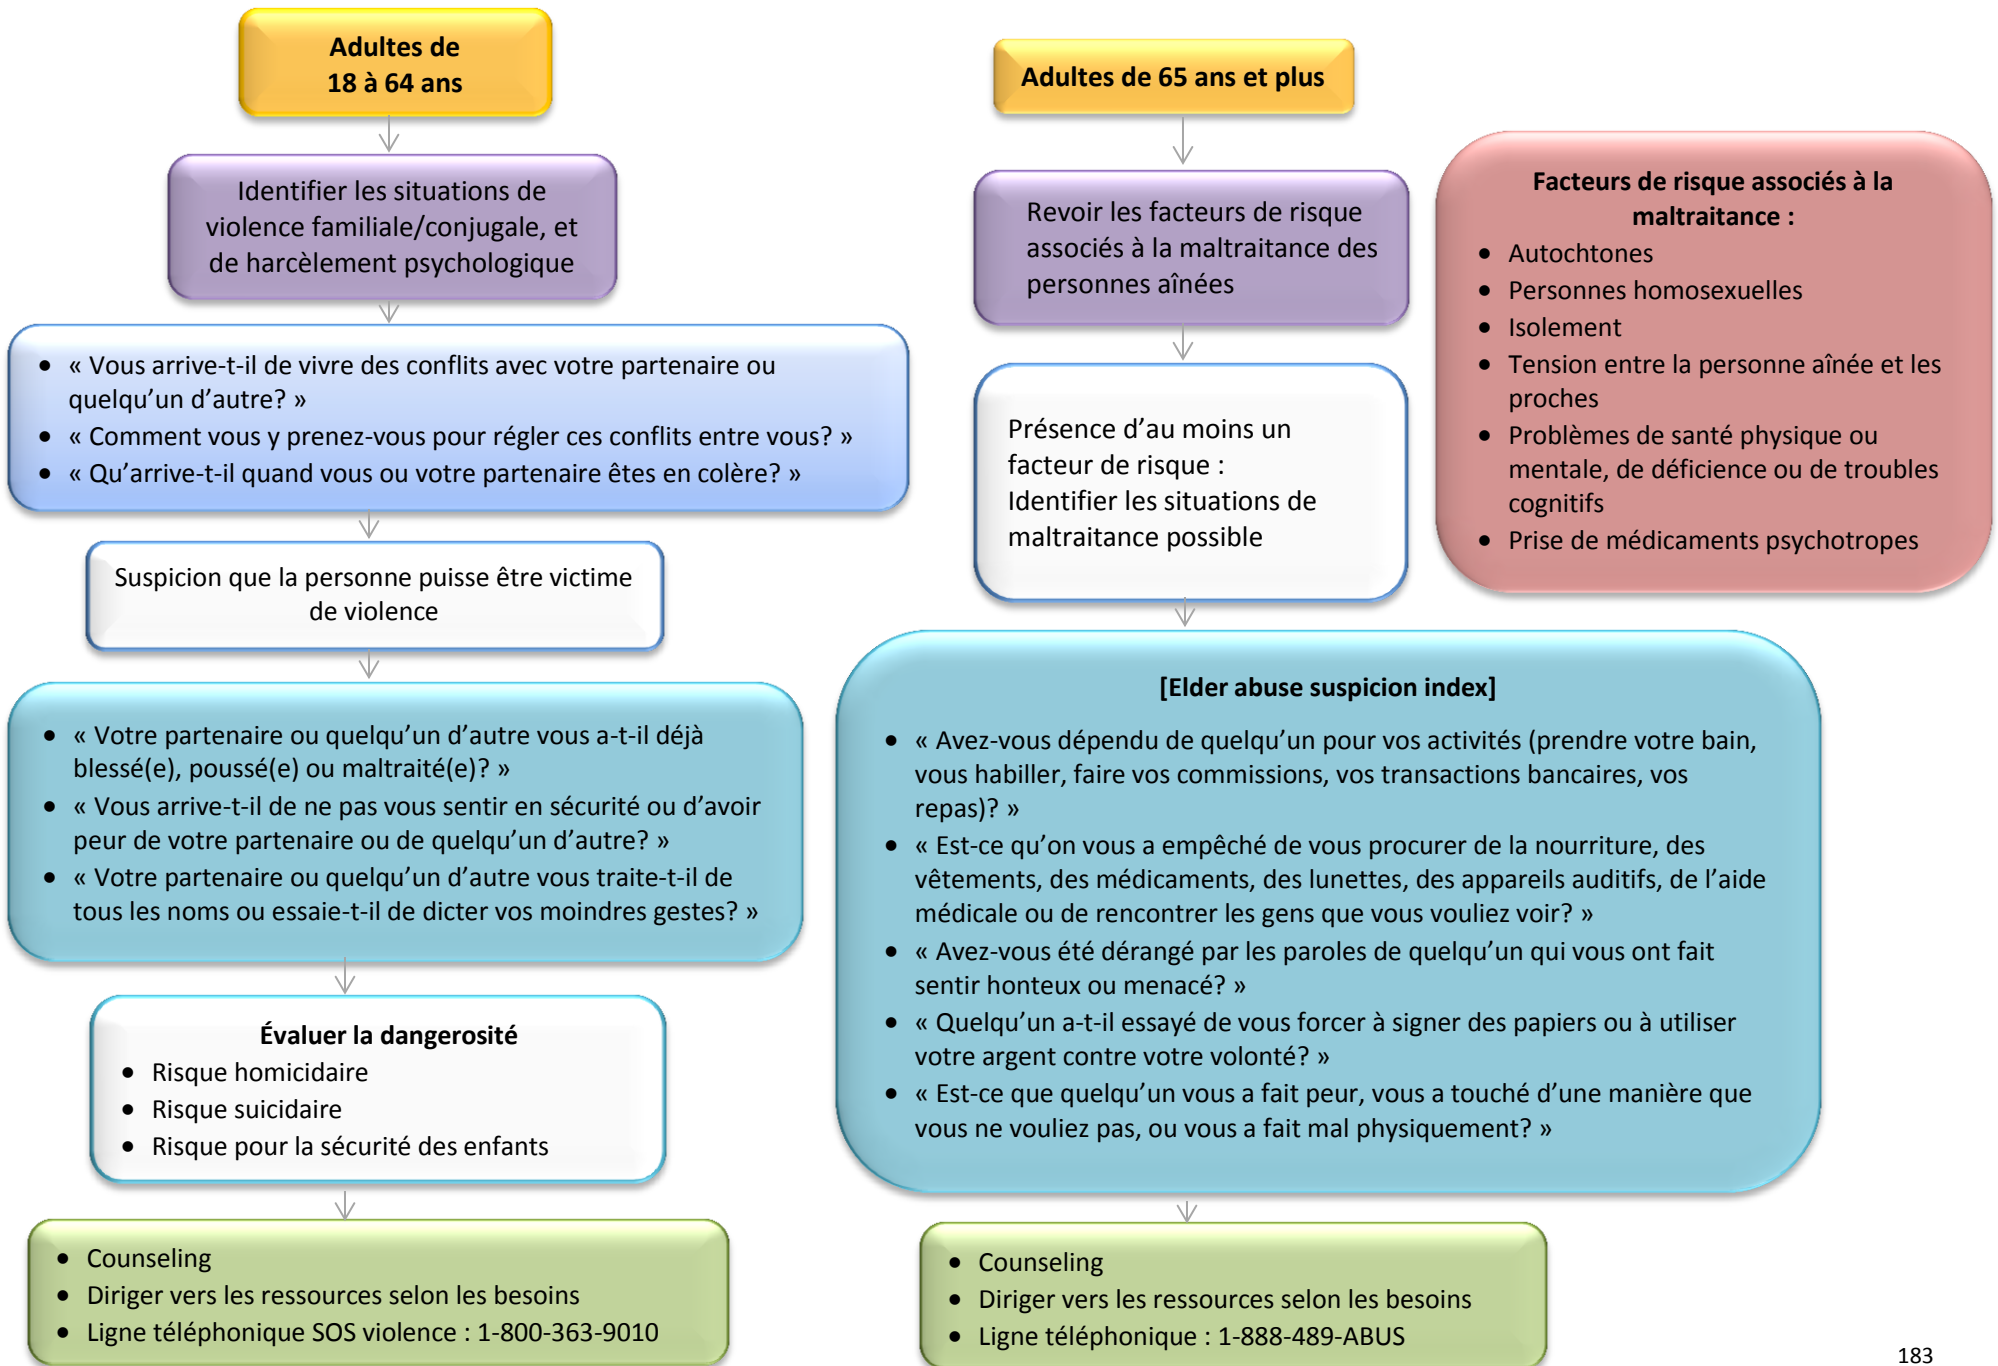 Adultes de
18 à 64 ans
Identifier les situations de
violence familiale/conjugale, et
de harcèlement psychologique
• « Vous arrive-t-il de vivre des conflits avec votre partenaire ou
quelqu’un d’autre? »
• « Comment vous y prenez-vous pour régler ces conflits entre vous? »
• « Qu’arrive-t-il quand vous ou votre partenaire êtes en colère? »
Suspicion que la personne puisse être victime
de violence
• « Votre partenaire ou quelqu’un d’autre vous a-t-il déjà
blessé(e), poussé(e) ou maltraité(e)? »
• « Vous arrive-t-il de ne pas vous sentir en sécurité ou d’avoir
peur de votre partenaire ou de quelqu’un d’autre? »
• « Votre partenaire ou quelqu’un d’autre vous traite-t-il de
tous les noms ou essaie-t-il de dicter vos moindres gestes? »
Évaluer la dangerosité
• Risque homicidaire
• Risque suicidaire
• Risque pour la sécurité des enfants
• Counseling
• Diriger vers les ressources selon les besoins
• Ligne téléphonique SOS violence : 1-800-363-9010
Adultes de 65 ans et plus
Revoir les facteurs de risque
associés à la maltraitance des
personnes aînées
Présence d’au moins un
facteur de risque :
Identifier les situations de
maltraitance possible
Facteurs de risque associés à la
maltraitance :
• Autochtones
• Personnes homosexuelles
• Isolement
• Tension entre la personne aînée et les
proches
• Problèmes de santé physique ou
mentale, de déficience ou de troubles
cognitifs
• Prise de médicaments psychotropes
[Elder abuse suspicion index]
• « Avez-vous dépendu de quelqu’un pour vos activités (prendre votre bain,
vous habiller, faire vos commissions, vos transactions bancaires, vos
repas)? »
• « Est-ce qu’on vous a empêché de vous procurer de la nourriture, des
vêtements, des médicaments, des lunettes, des appareils auditifs, de l’aide
médicale ou de rencontrer les gens que vous vouliez voir? »
• « Avez-vous été dérangé par les paroles de quelqu’un qui vous ont fait
sentir honteux ou menacé? »
• « Quelqu’un a-t-il essayé de vous forcer à signer des papiers ou à utiliser
votre argent contre votre volonté? »
• « Est-ce que quelqu’un vous a fait peur, vous a touché d’une manière que
vous ne vouliez pas, ou vous a fait mal physiquement? »
• Counseling
• Diriger vers les ressources selon les besoins
• Ligne téléphonique : 1-888-489-ABUS
183